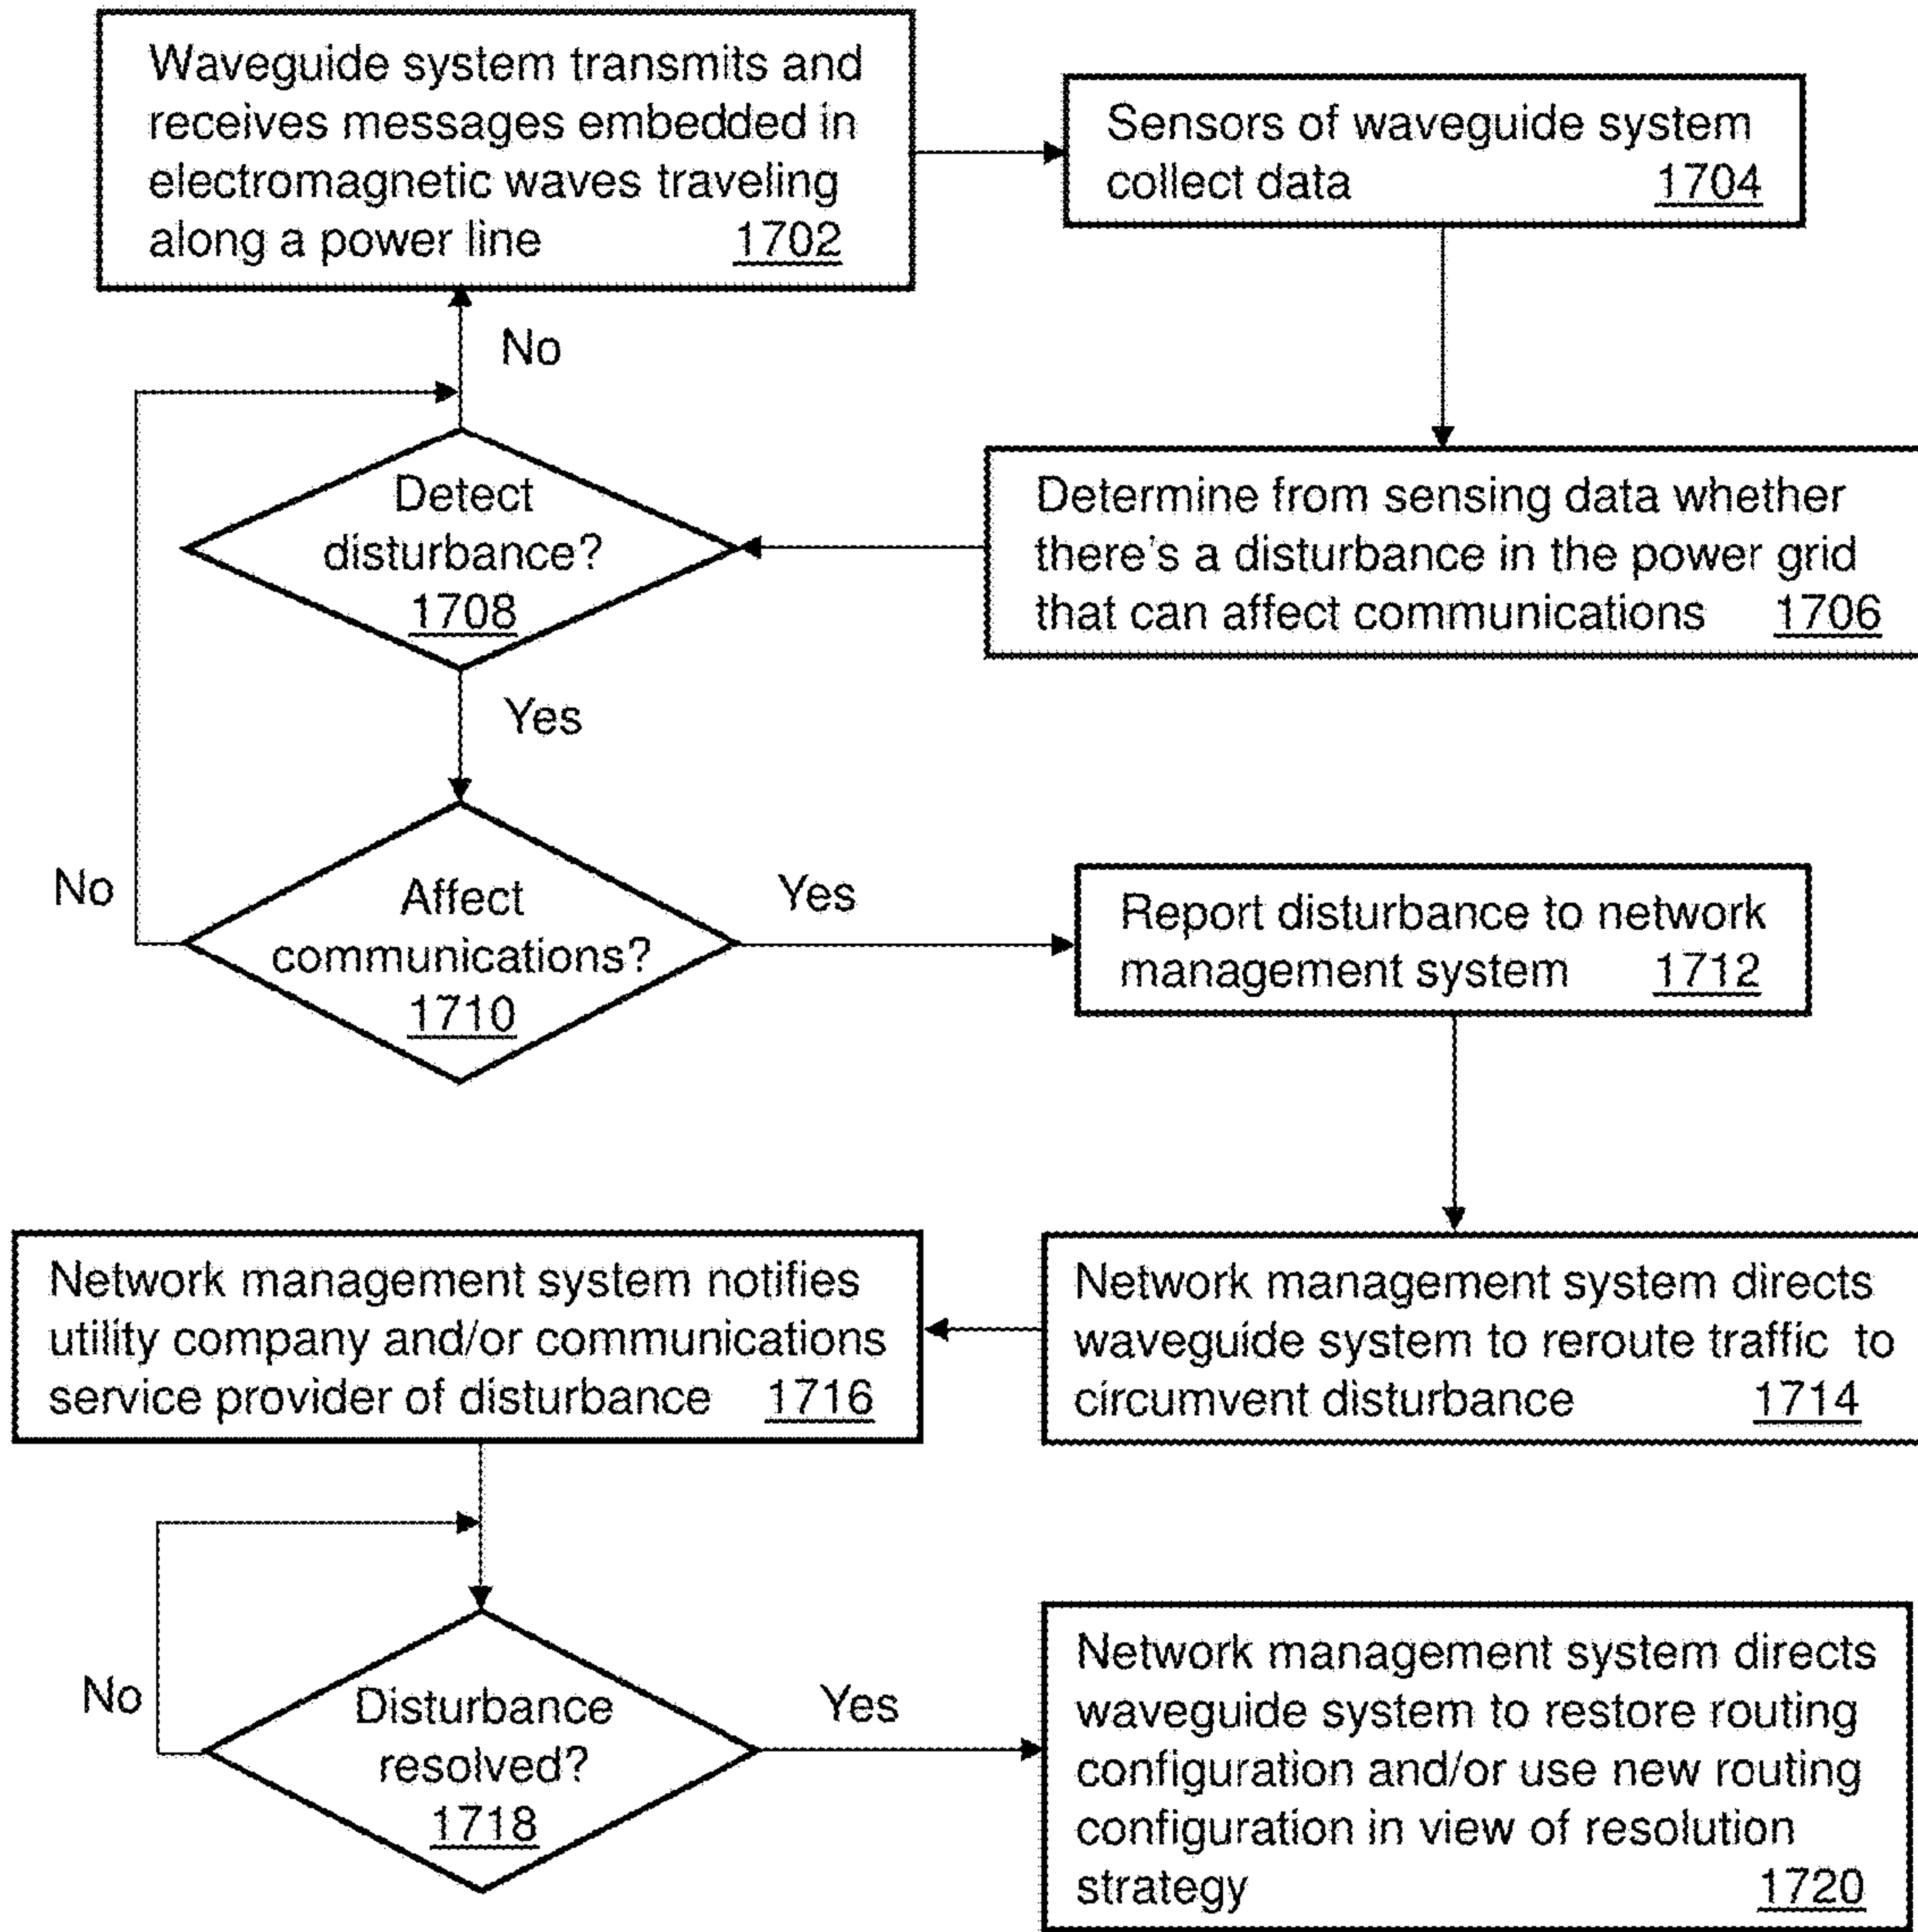 Waveguide system transmits and
receives messages embedded in
electromagnetic waves traveling
along a power line 1702
Sensors of waveguide system
collect data 1704
No
Detect
disturbance?
1708
Determine from sensing data whether
there's a disturbance in the power grid
that can affect communications 1706
Yes
No
Affect
communications?
1710
Yes
Report disturbance to network
management system 1712
Network management system notifies
utility company and/or communications
service provider of disturbance 1716
Network management system directs
waveguide system to reroute traffic to
circumvent disturbance 1714
No
Disturbance
resolved?
1718
Yes
Network management system directs
waveguide system to restore routing
configuration and/or use new routing
configuration in view of resolution
strategy 1720